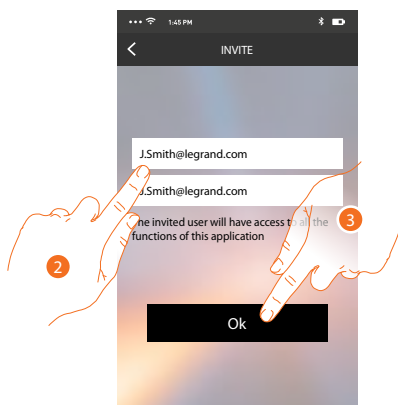 1:45 PM
INVITE
J.Smith@legrand.com
J.Smith@legrand.com
The invited user will have access to all the
functions of this application
3
2
Ok